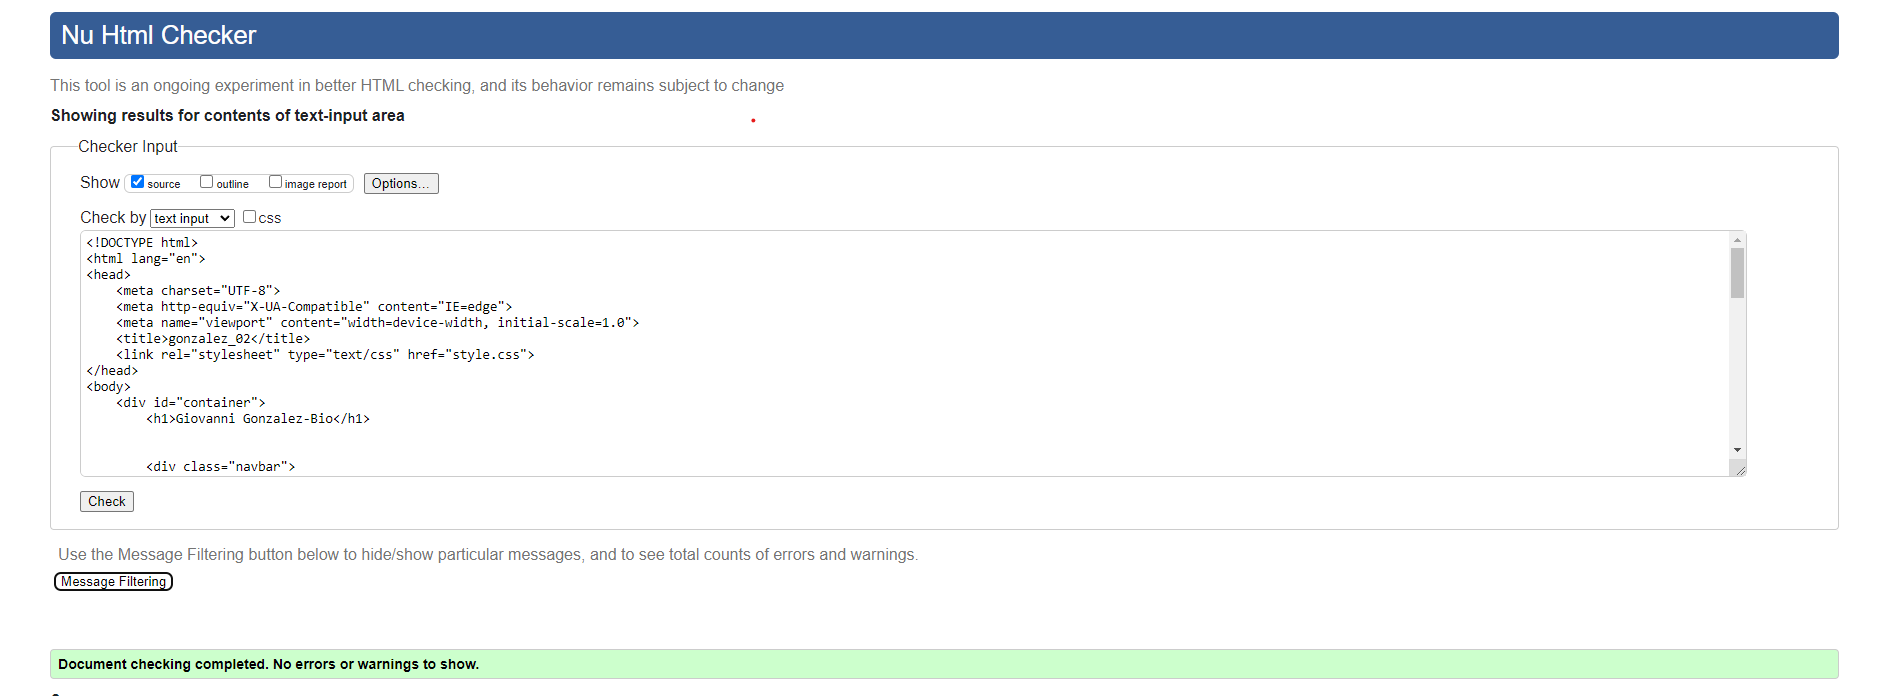 Nu Html Checker
This tool is an ongoing experiment in better HTML checking, and its behavior remains subject to change
Showing results for contents of text-input area
Checker Input
Show source outline image report Options...
Check by text input css
<!DOCTYPE html>
<html lang="en">
<head>
    <meta charset="UTF-8">
    <meta http-equiv="X-UA-Compatible" content="IE=edge">
    <meta name="viewport" content="width=device-width, initial-scale=1.0">
    <title>gonzalez_02</title>
    <link rel="stylesheet" type="text/css" href="style.css">
</head>
<body>
    <div id="container">
        <h1>Giovanni Gonzalez-Bio</h1>
        <div class="navbar">
Check
Use the Message Filtering button below to hide/show particular messages, and to see total counts of errors and warnings.
Message Filtering
Document checking completed. No errors or warnings to show.